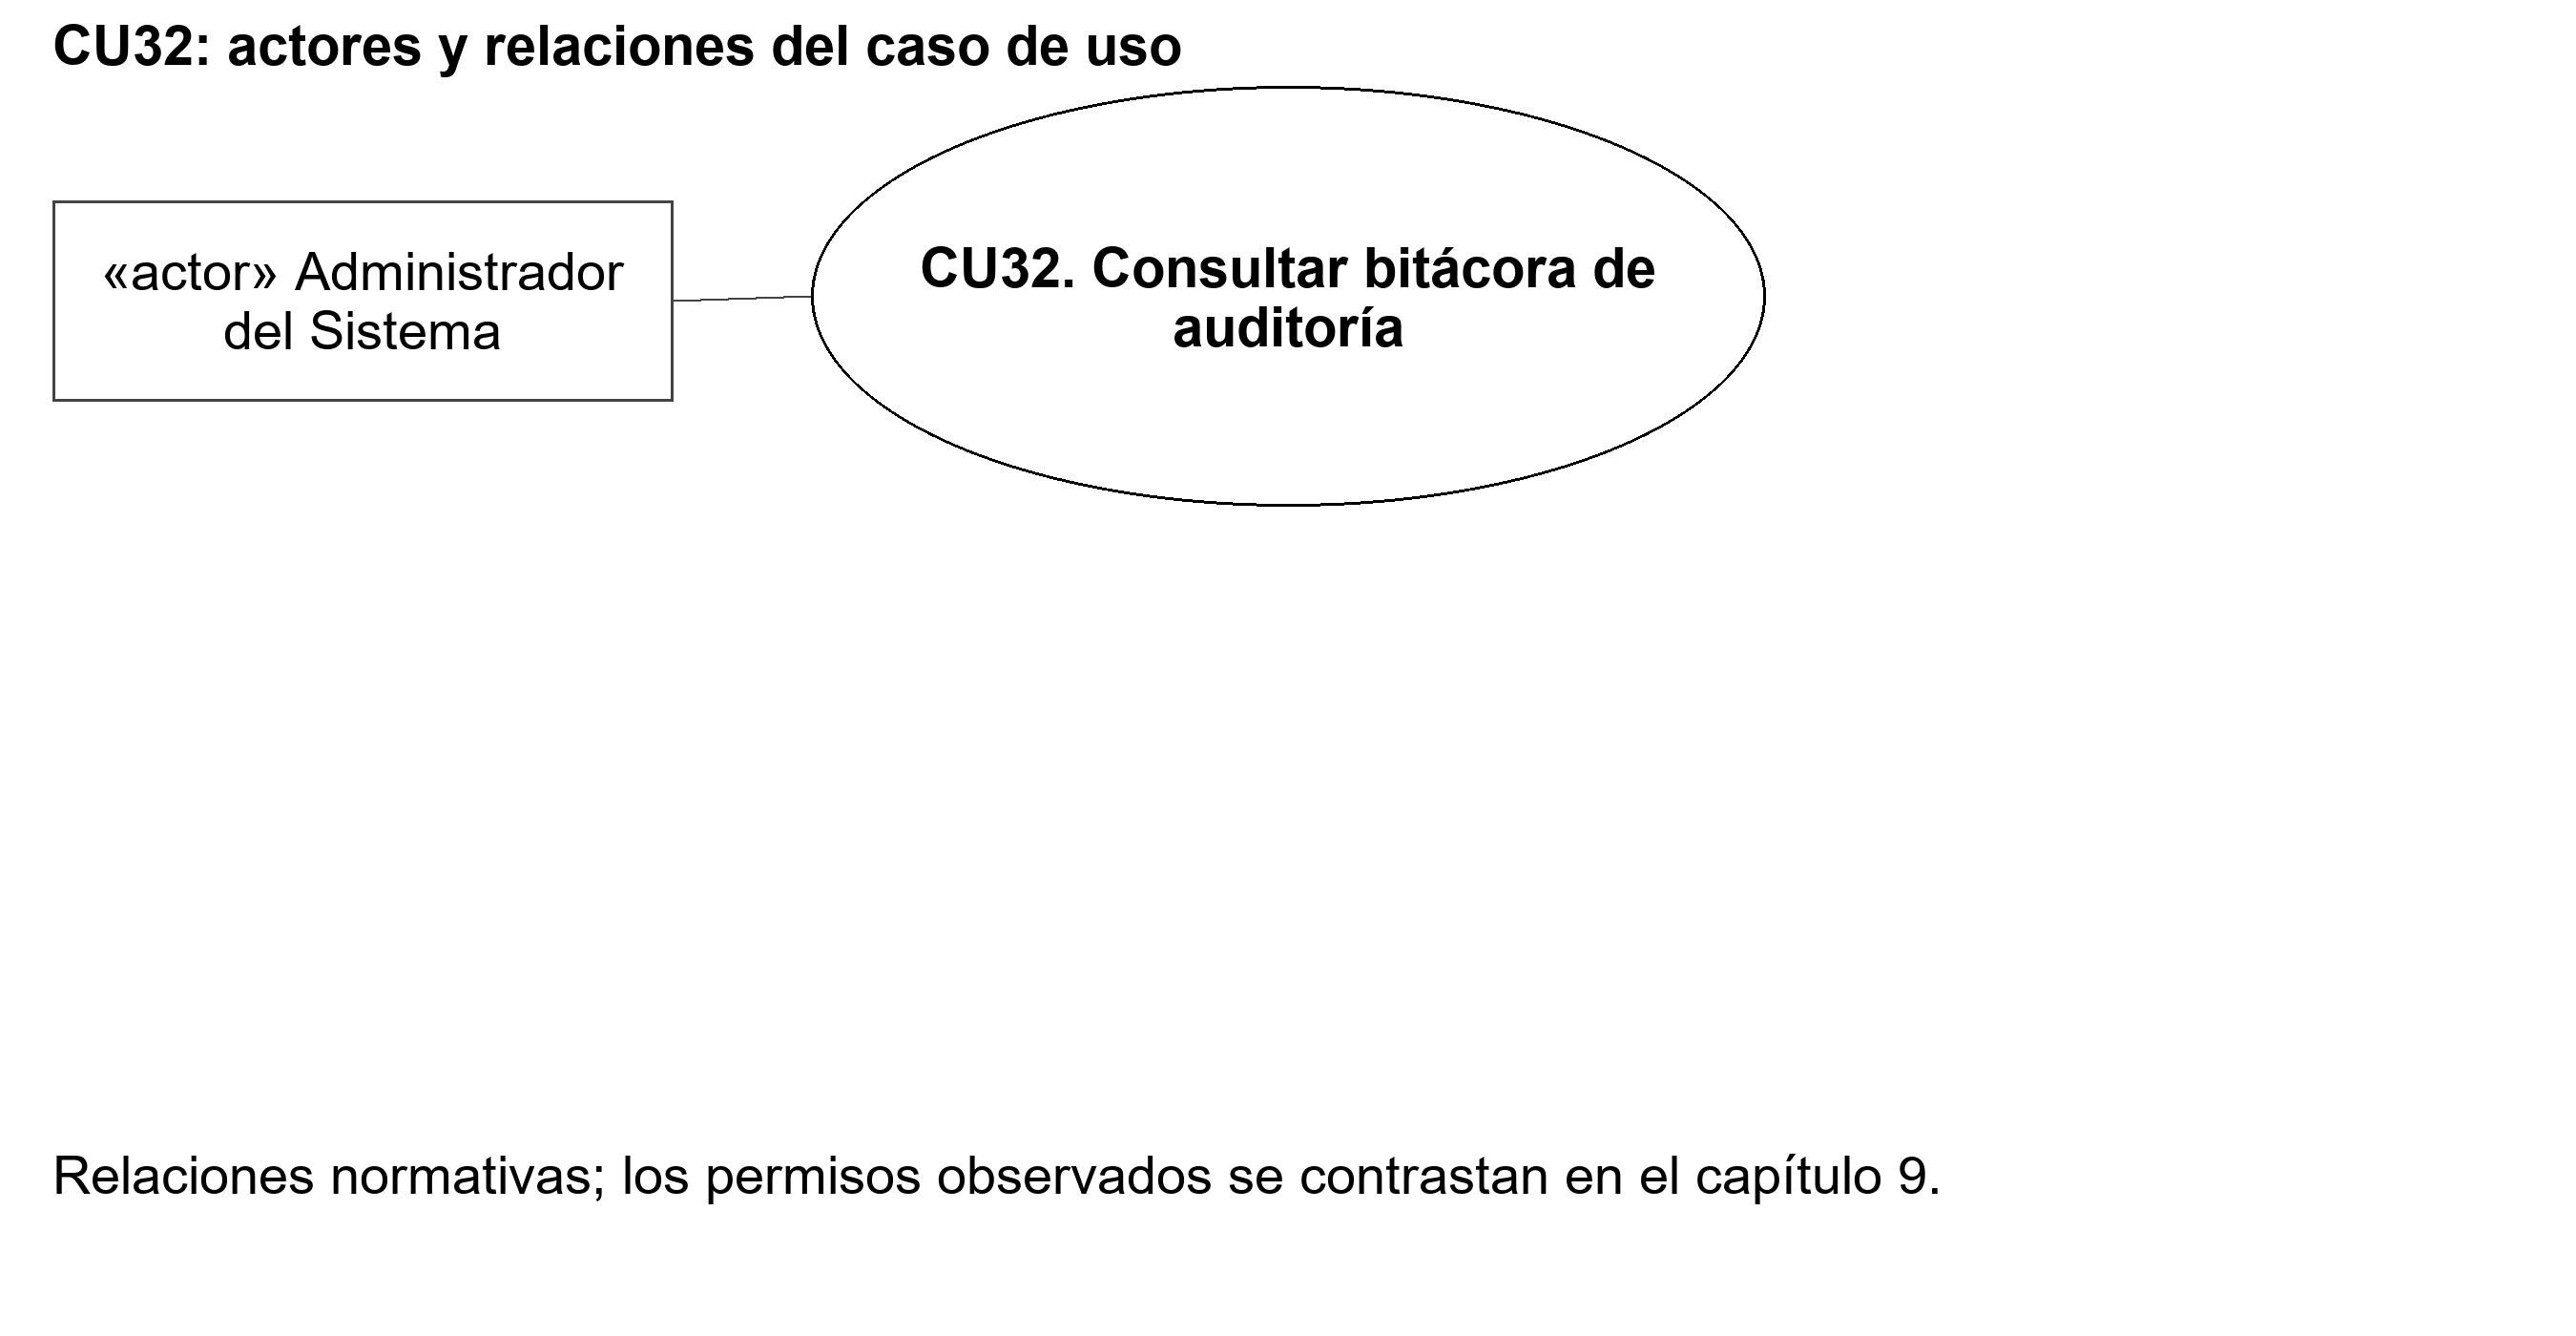 CU32: actores y relaciones del caso de uso
«actor» Administrador
del Sistema
CU32. Consultar bitácora de
auditoría
Relaciones normativas; los permisos observados se contrastan en el capítulo 9.